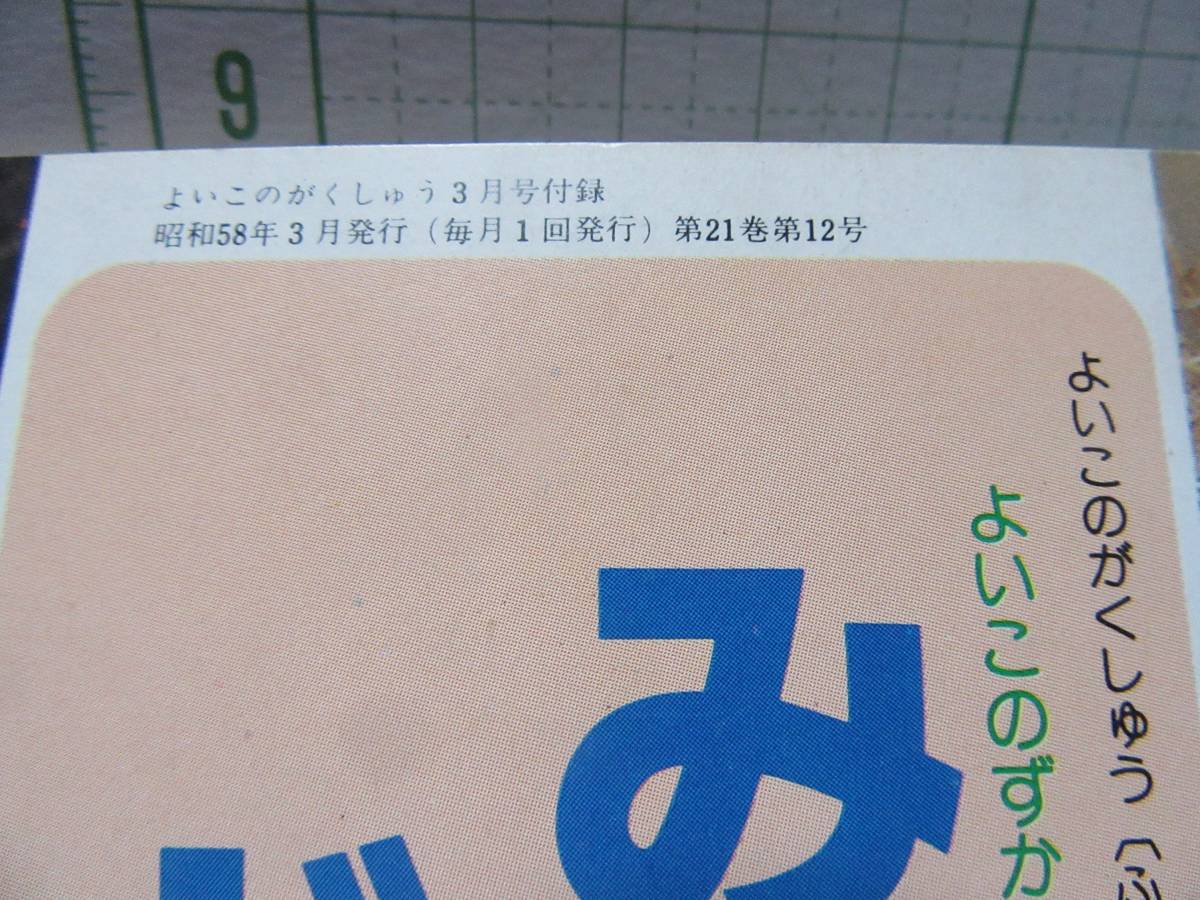 9
よいこのがくしゅう3月号付録
昭和58年3月発行（毎月1回発行）第21巻第12号
よいこのがくしゅう〔ふ
よいこのずか
み